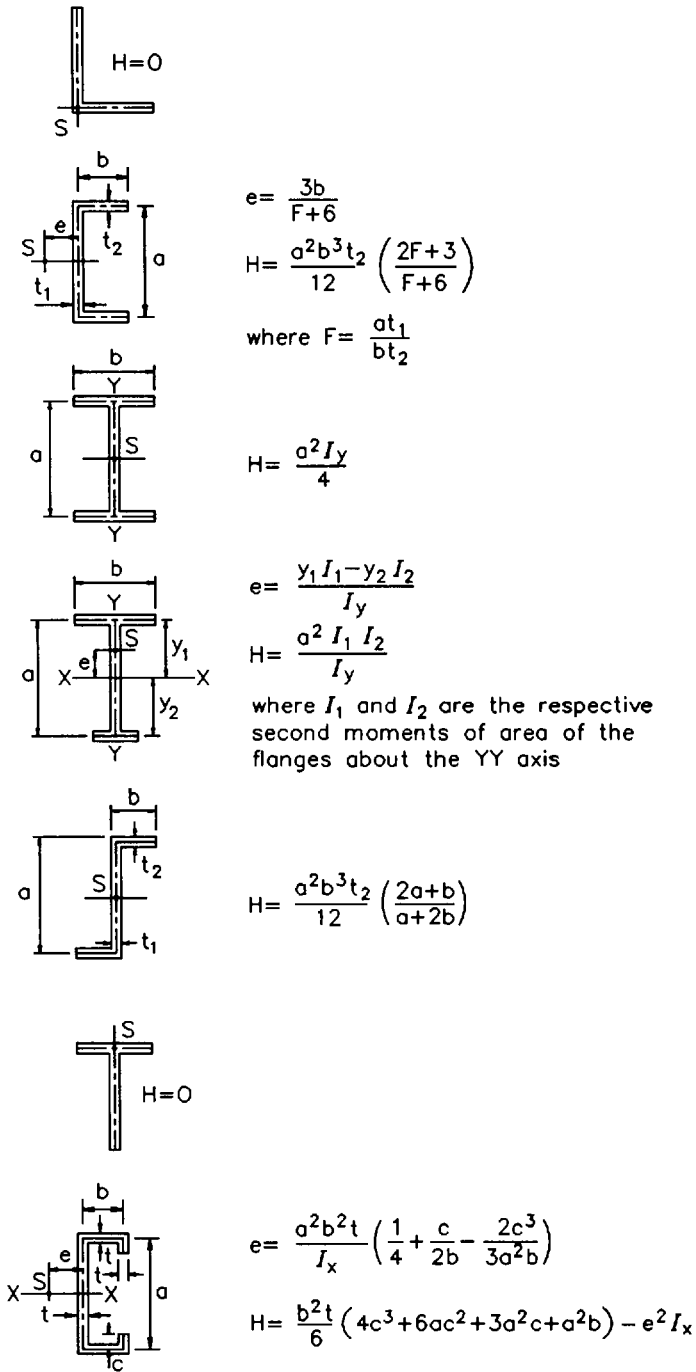 H=0
S
b
e
S
t₂
a
t₁
e= 3b/(F+6)
H= a²b³t₂/12 ((2F+3)/(F+6))
where F= at₁/bt₂
b
Y
a
S
Y
H= a²Iy/4
b
Y
S
y₁
e
a
X
X
y₂
Y
e= (y₁I₁−y₂I₂)/Iy
H= a² I₁ I₂/Iy
where I₁ and I₂ are the respective
second moments of area of the
flanges about the YY axis
b
t₂
a
S
t₁
H= a²b³t₂/12 ((2a+b)/(a+2b))
S
H=0
b
e
t
S
t
X
X
a
t
c
e= a²b²t/Iₓ (1/4 + c/2b − 2c³/3a²b)
H= b²t/6 (4c³+6ac²+3a²c+a²b) − e²Iₓ